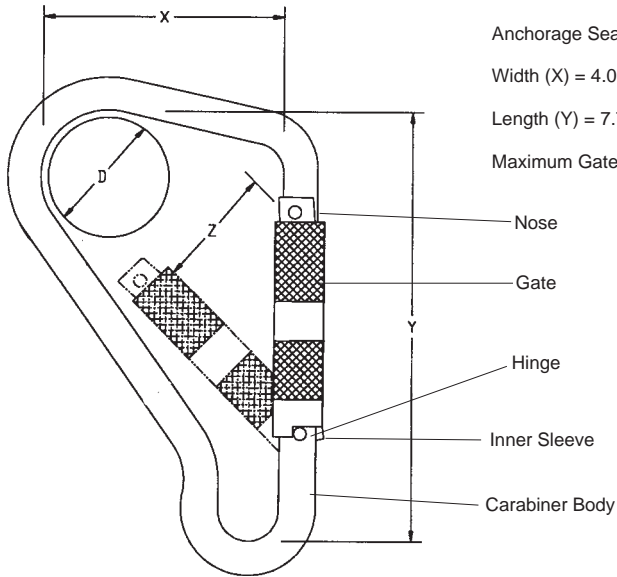 X
Anchorage Sea
Width (X) = 4.0
Length (Y) = 7.
Maximum Gate
D
Z
Nose
Gate
Y
Hinge
Inner Sleeve
Carabiner Body